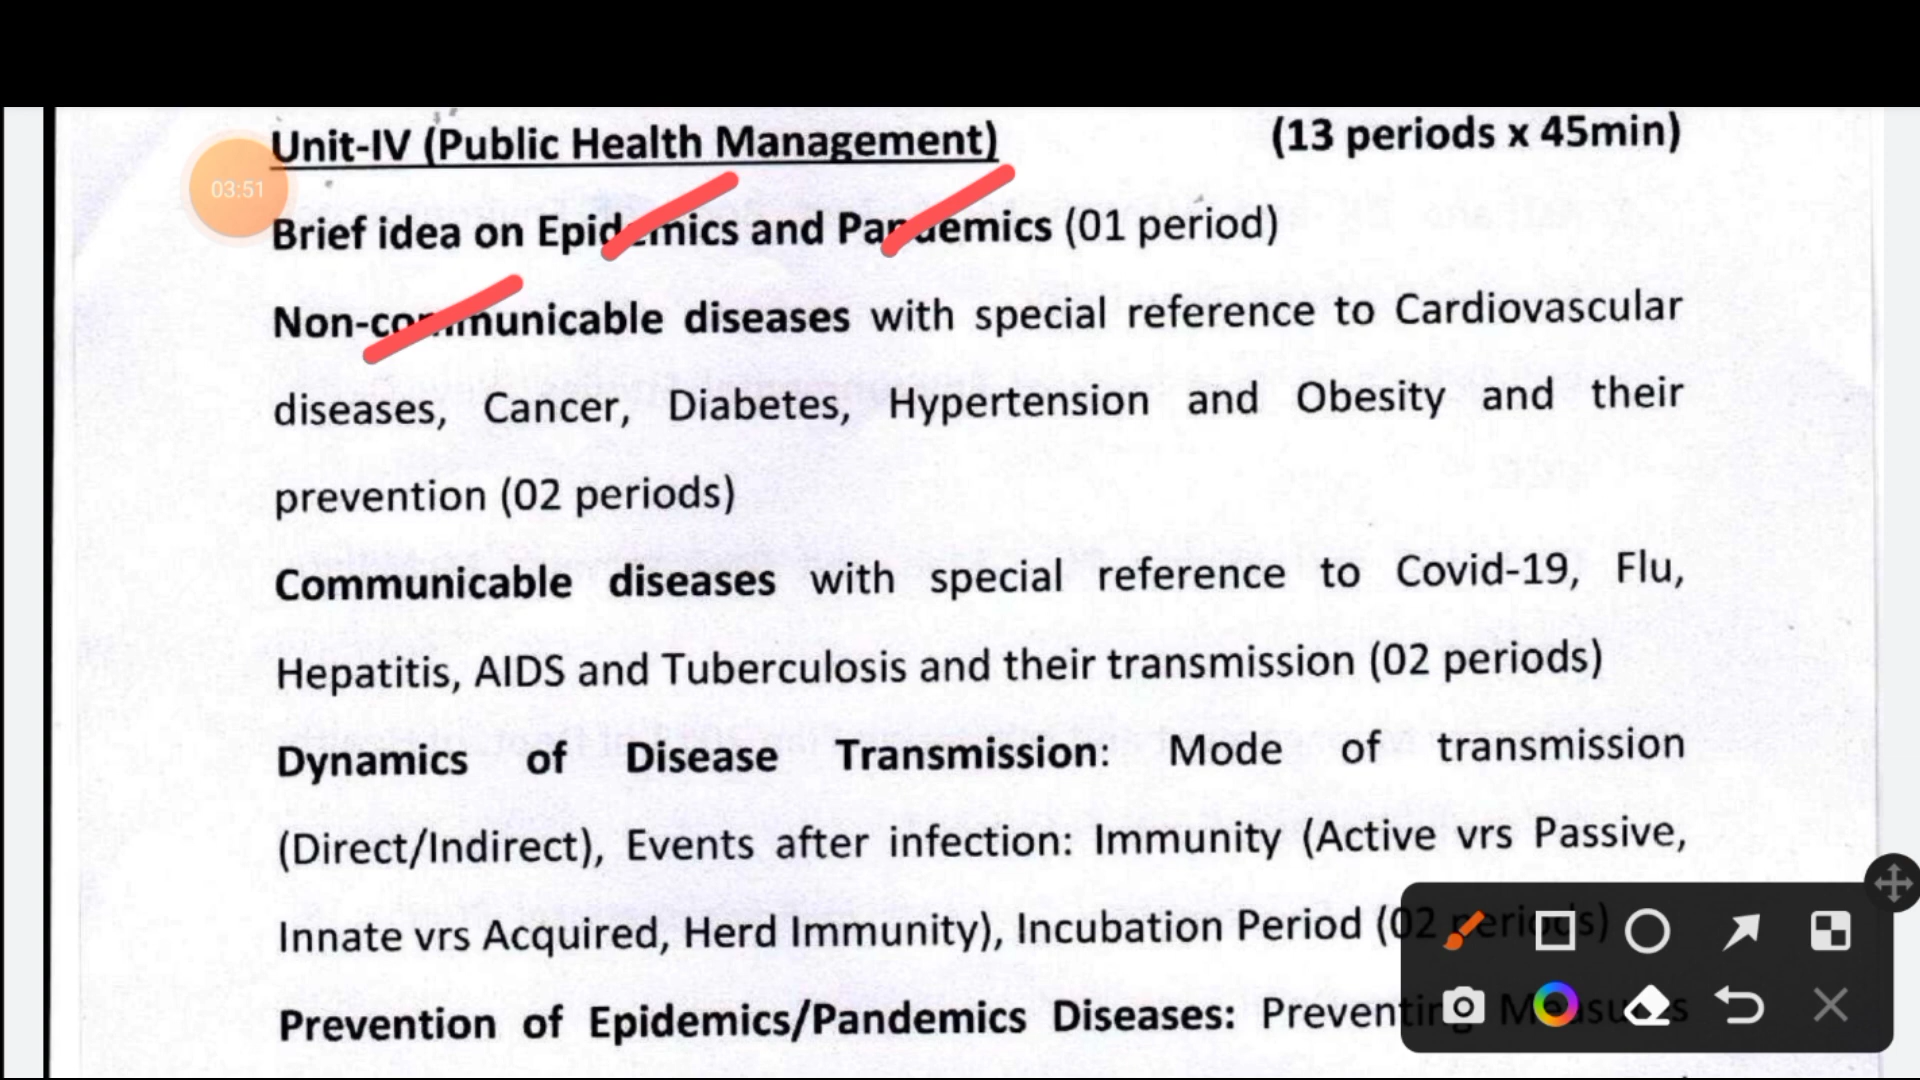 Unit-IV (Public Health Management) (13 periods x 45min)
03:51
Brief idea on Epidemics and Pandemics (01 period)
Non-communicable diseases with special reference to Cardiovascular
diseases, Cancer, Diabetes, Hypertension and Obesity and their
prevention (02 periods)
Communicable diseases with special reference to Covid-19, Flu,
Hepatitis, AIDS and Tuberculosis and their transmission (02 periods)
Dynamics of Disease Transmission: Mode of transmission
(Direct/Indirect), Events after infection: Immunity (Active vrs Passive,
Innate vrs Acquired, Herd Immunity), Incubation Period (02 periods)
Prevention of Epidemics/Pandemics Diseases: Preventing Measures